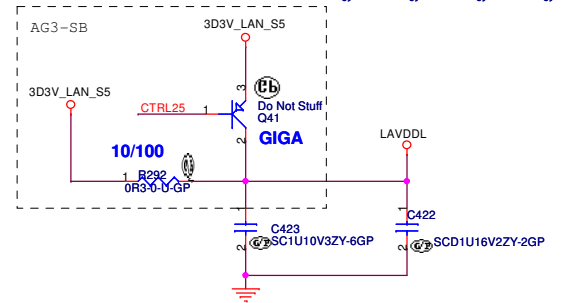 AG3-SB
3D3V_LAN_S5
3D3V_LAN_S5
3
CTRL25
1
Do Not Stuff
Q41
GIGA
2
LAVDDL
10/100
1
R292
2
0R3-0-U-GP
1
C423
SC1U10V3ZY-6GP
2
1
C422
SCD1U16V2ZY-2GP
2